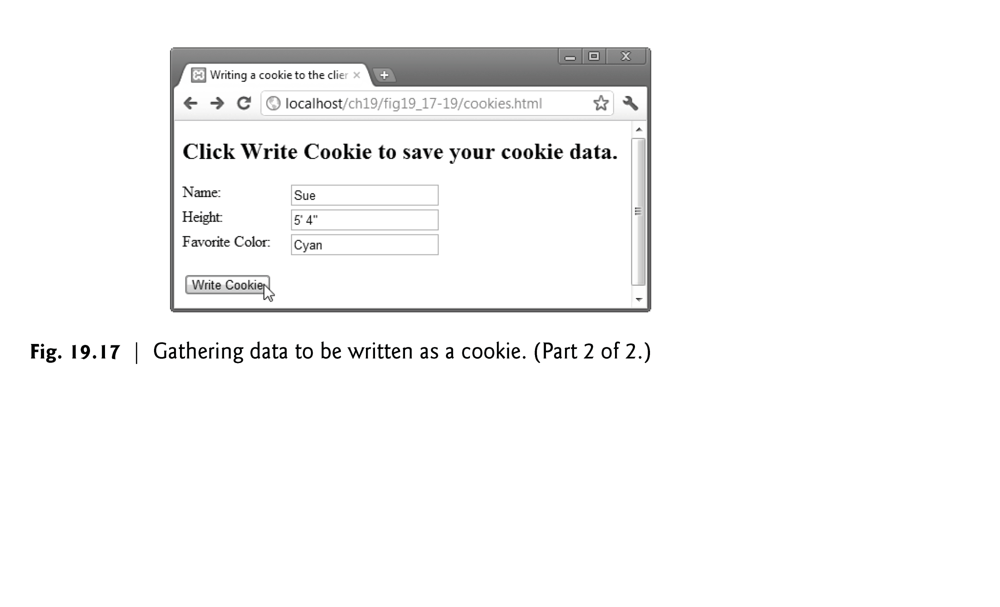 Writing a cookie to the clier
localhost/ch19/fig19_17-19/cookies.html
Click Write Cookie to save your cookie data.
Name: Sue
Height: 5' 4"
Favorite Color: Cyan
Write Cookie
Fig. 19.17 | Gathering data to be written as a cookie. (Part 2 of 2.)